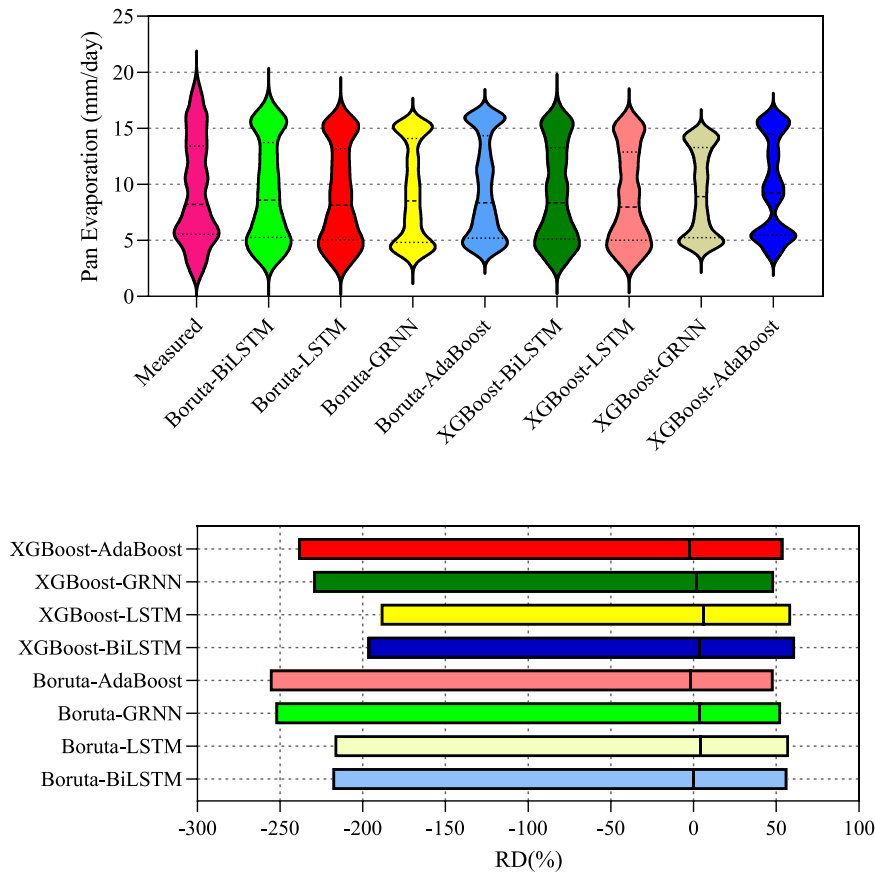 25
20
15
10
5
0
Pan Evaporation (mm/day)
Measured
Boruta-BiLSTM
Boruta-LSTM
Boruta-GRNN
Boruta-AdaBoost
XGBoost-BiLSTM
XGBoost-LSTM
XGBoost-GRNN
XGBoost-AdaBoost
XGBoost-AdaBoost
XGBoost-GRNN
XGBoost-LSTM
XGBoost-BiLSTM
Boruta-AdaBoost
Boruta-GRNN
Boruta-LSTM
Boruta-BiLSTM
-300 -250 -200 -150 -100 -50 0 50 100
RD(%)